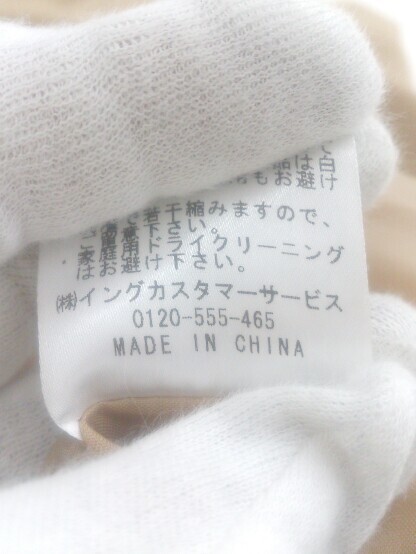 は白
もお避け
若干縮みますので、
ご留意下さい。
・家庭用ドライクリーニング
はお避け下さい。
(株)イングカスタマーサービス
0120-555-465
MADE IN CHINA